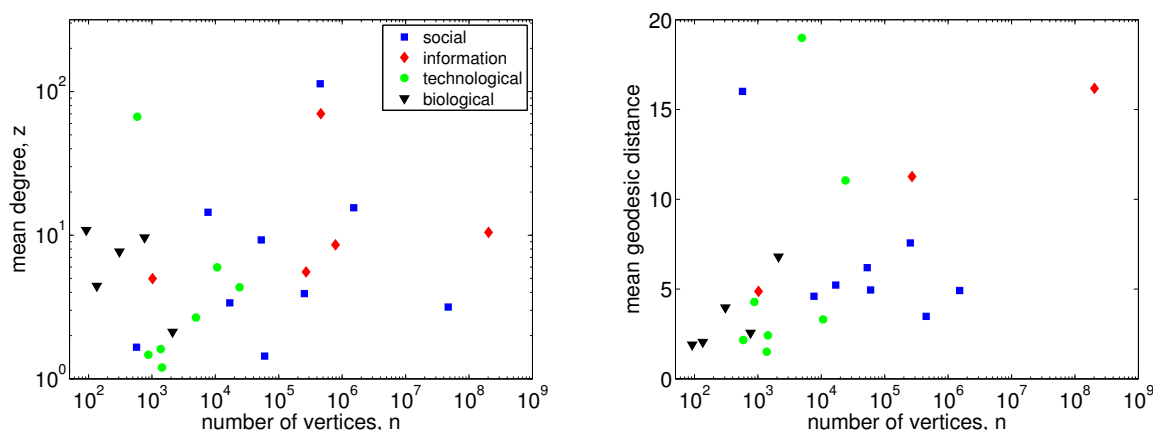 mean degree, z
10^2
10^1
10^0
social
information
technological
biological
10^2 10^3 10^4 10^5 10^6 10^7 10^8 10^9
number of vertices, n
mean geodesic distance
20
15
10
5
0
10^2 10^3 10^4 10^5 10^6 10^7 10^8 10^9
number of vertices, n